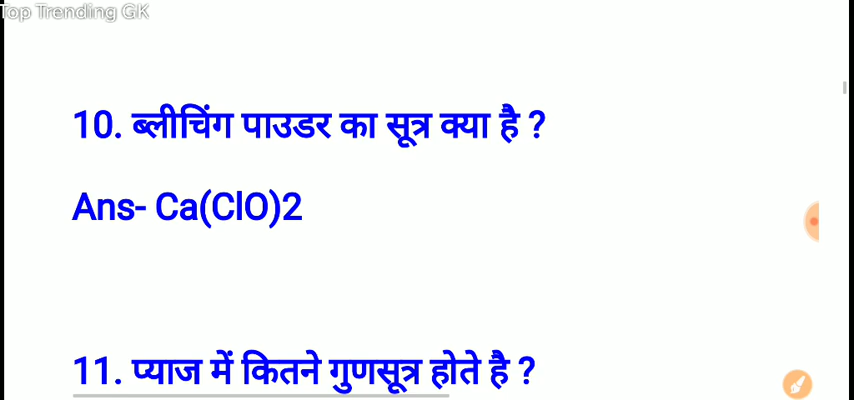 Top Trending GK
10. ब्लीचिंग पाउडर का सूत्र क्या है ?
Ans- Ca(ClO)2
11. प्याज में कितने गुणसूत्र होते है ?